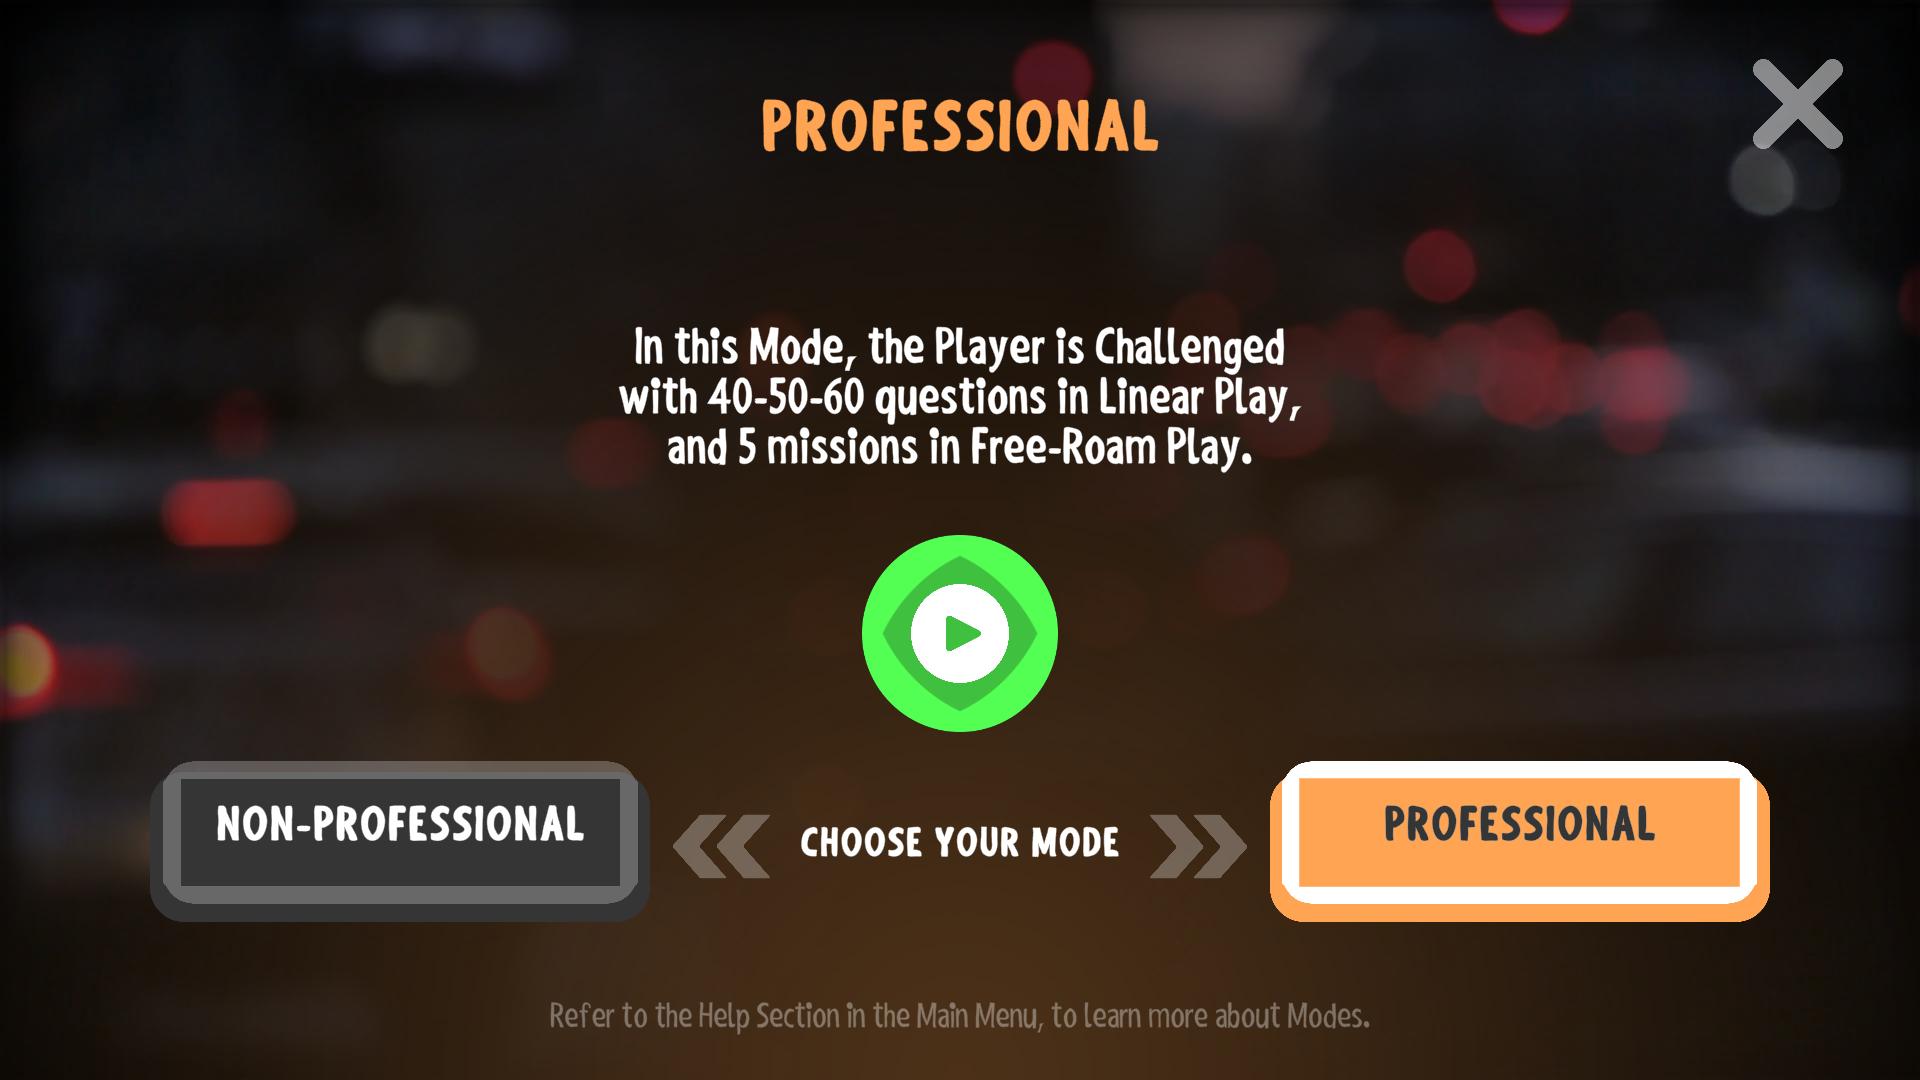 PROFESSIONAL
In this Mode, the Player is Challenged
with 40-50-60 questions in Linear Play,
and 5 missions in Free-Roam Play.
NON-PROFESSIONAL
CHOOSE YOUR MODE
PROFESSIONAL
Refer to the Help Section in the Main Menu, to learn more about Modes.